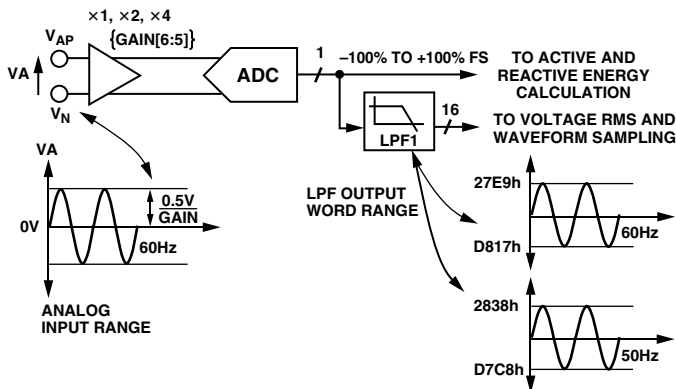 ×1, ×2, ×4
{GAIN[6:5]}
VAP
VA
VN
ADC
1
–100% TO +100% FS
TO ACTIVE AND
REACTIVE ENERGY
CALCULATION
16
LPF1
TO VOLTAGE RMS AND
WAVEFORM SAMPLING
VA
0.5V
GAIN
0V
60Hz
ANALOG
INPUT RANGE
LPF OUTPUT
WORD RANGE
27E9h
60Hz
D817h
2838h
50Hz
D7C8h